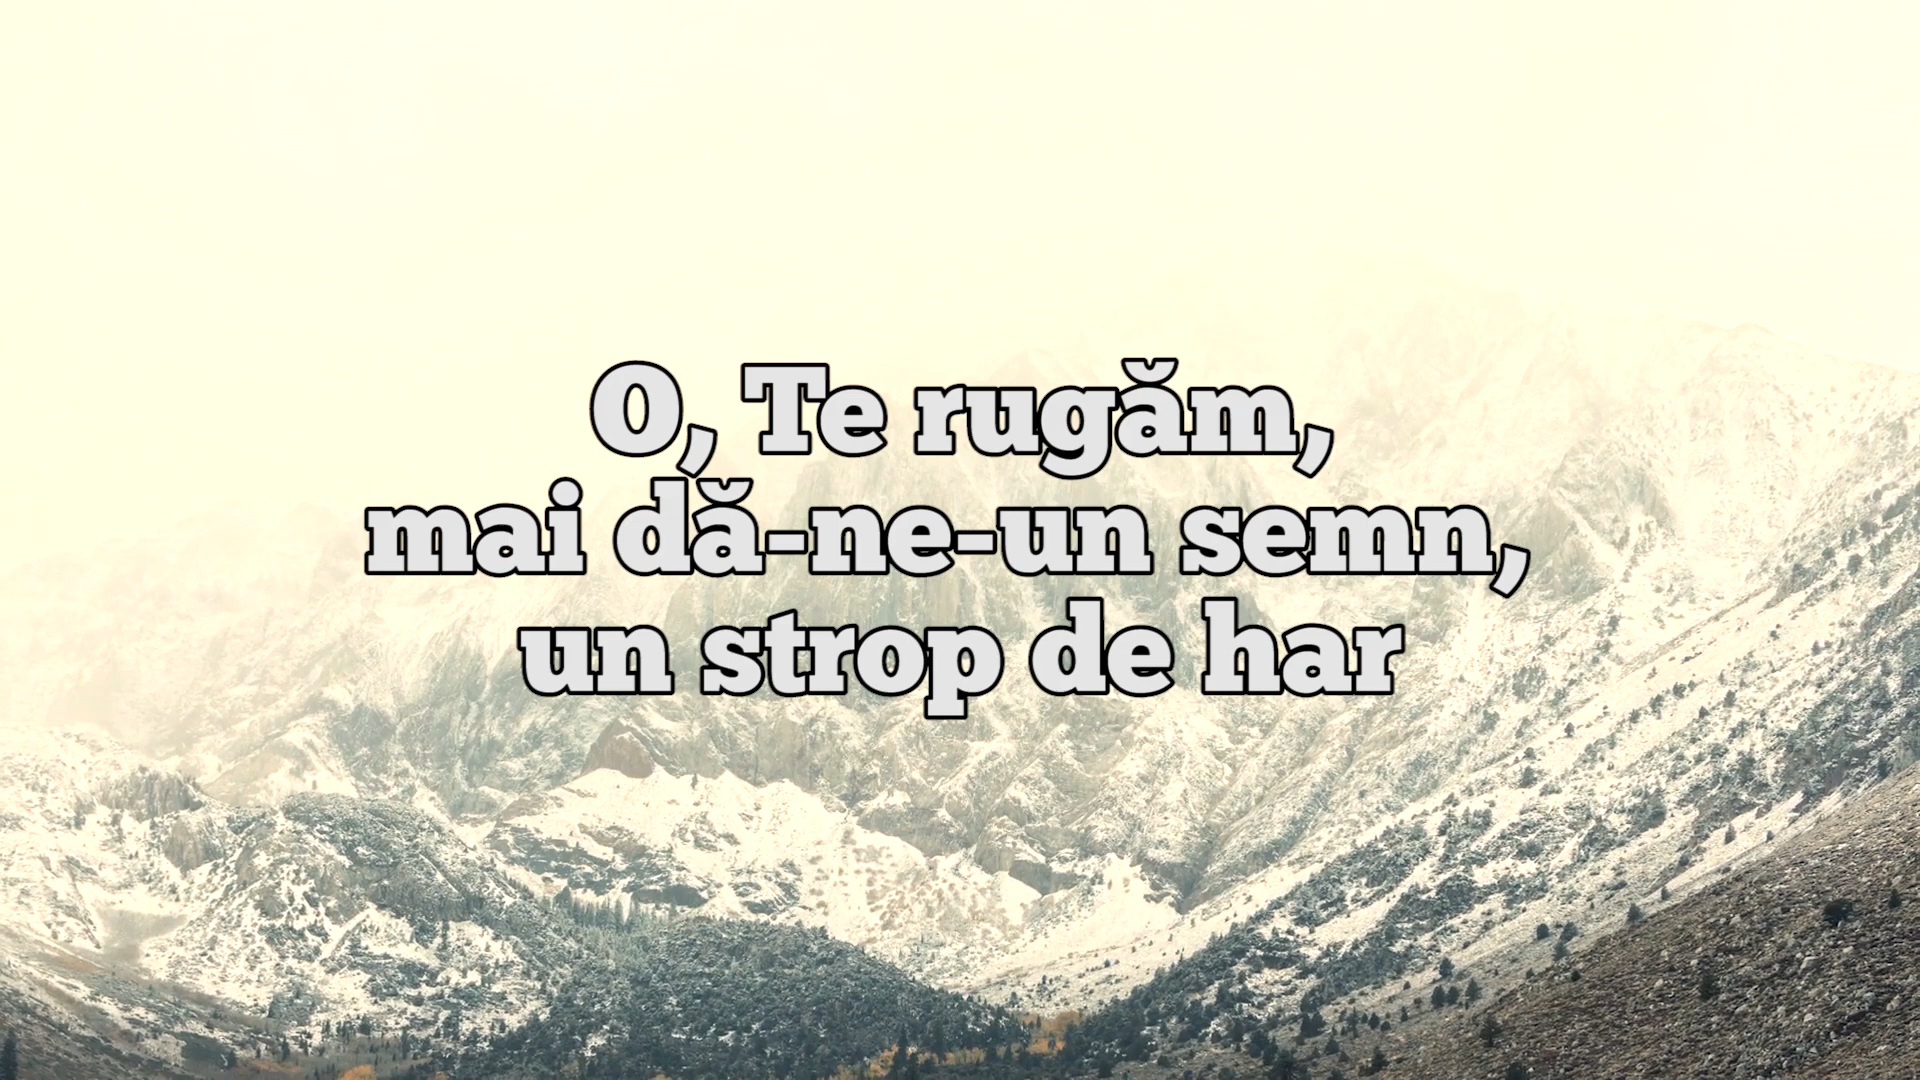 O, Te rugăm,
mai dă-ne-un semn,
un strop de har